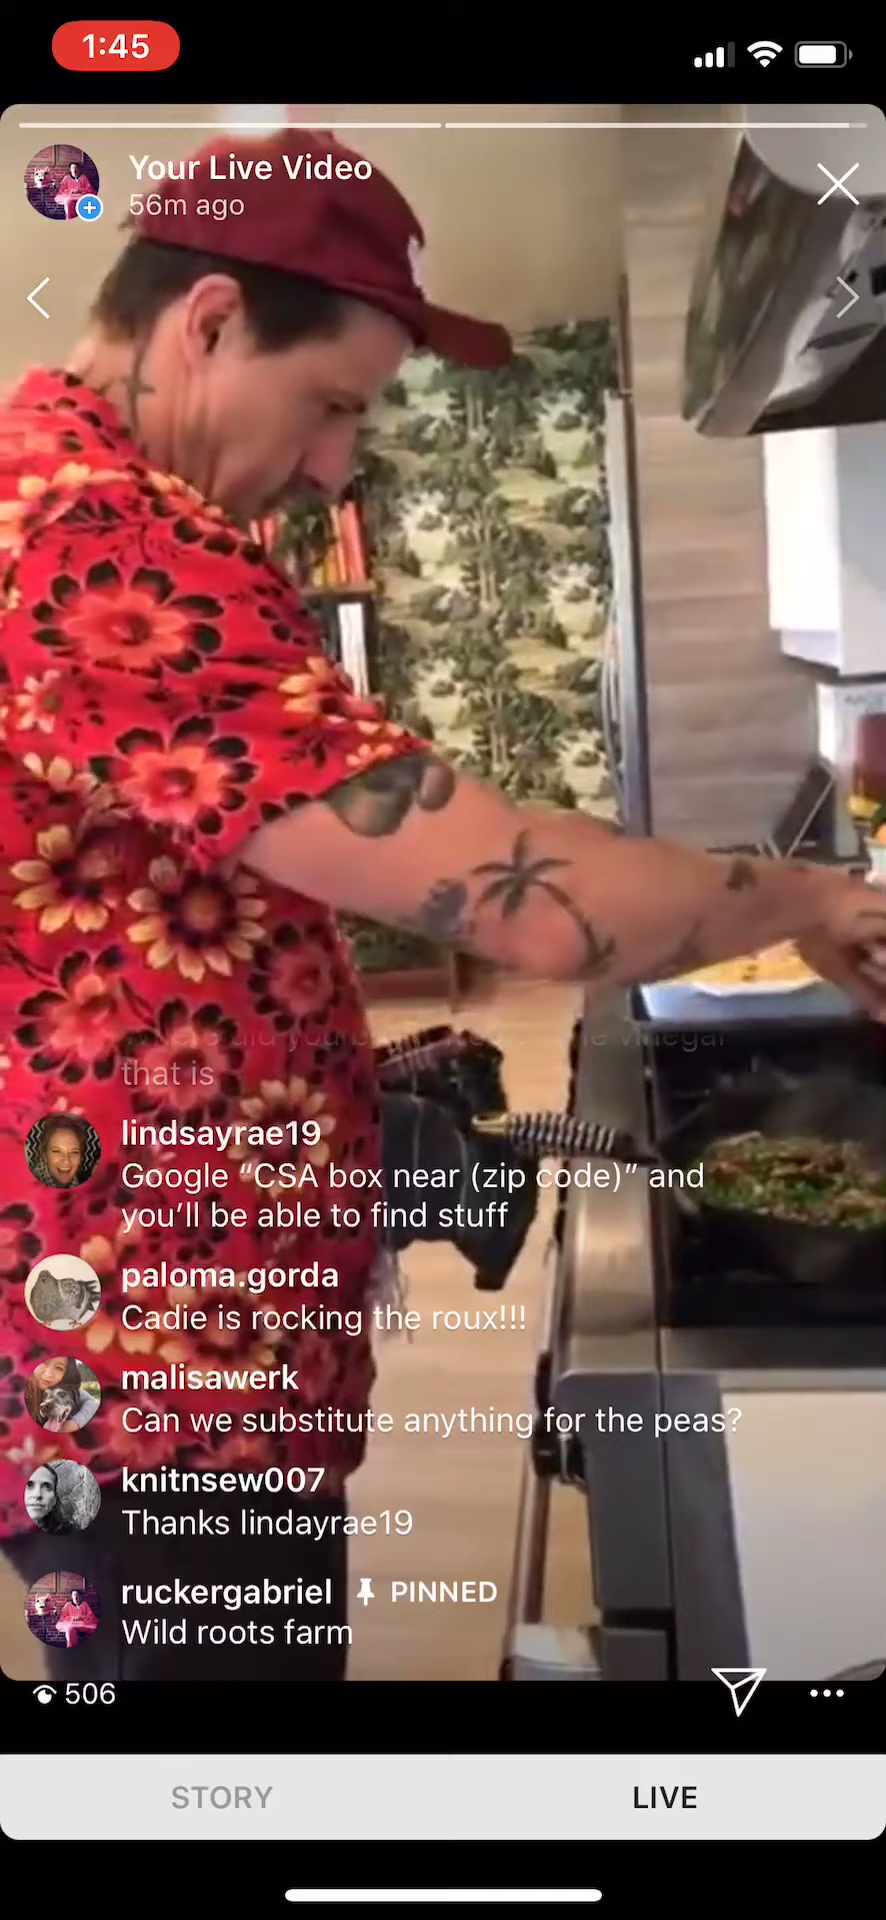 1:45
Your Live Video
56m ago
that is
lindsayrae19
Google “CSA box near (zip code)” and
you’ll be able to find stuff
paloma.gorda
Cadie is rocking the roux!!!
malisawerk
Can we substitute anything for the peas?
knitnsew007
Thanks lindayrae19
ruckergabriel PINNED
Wild roots farm
506
STORY LIVE